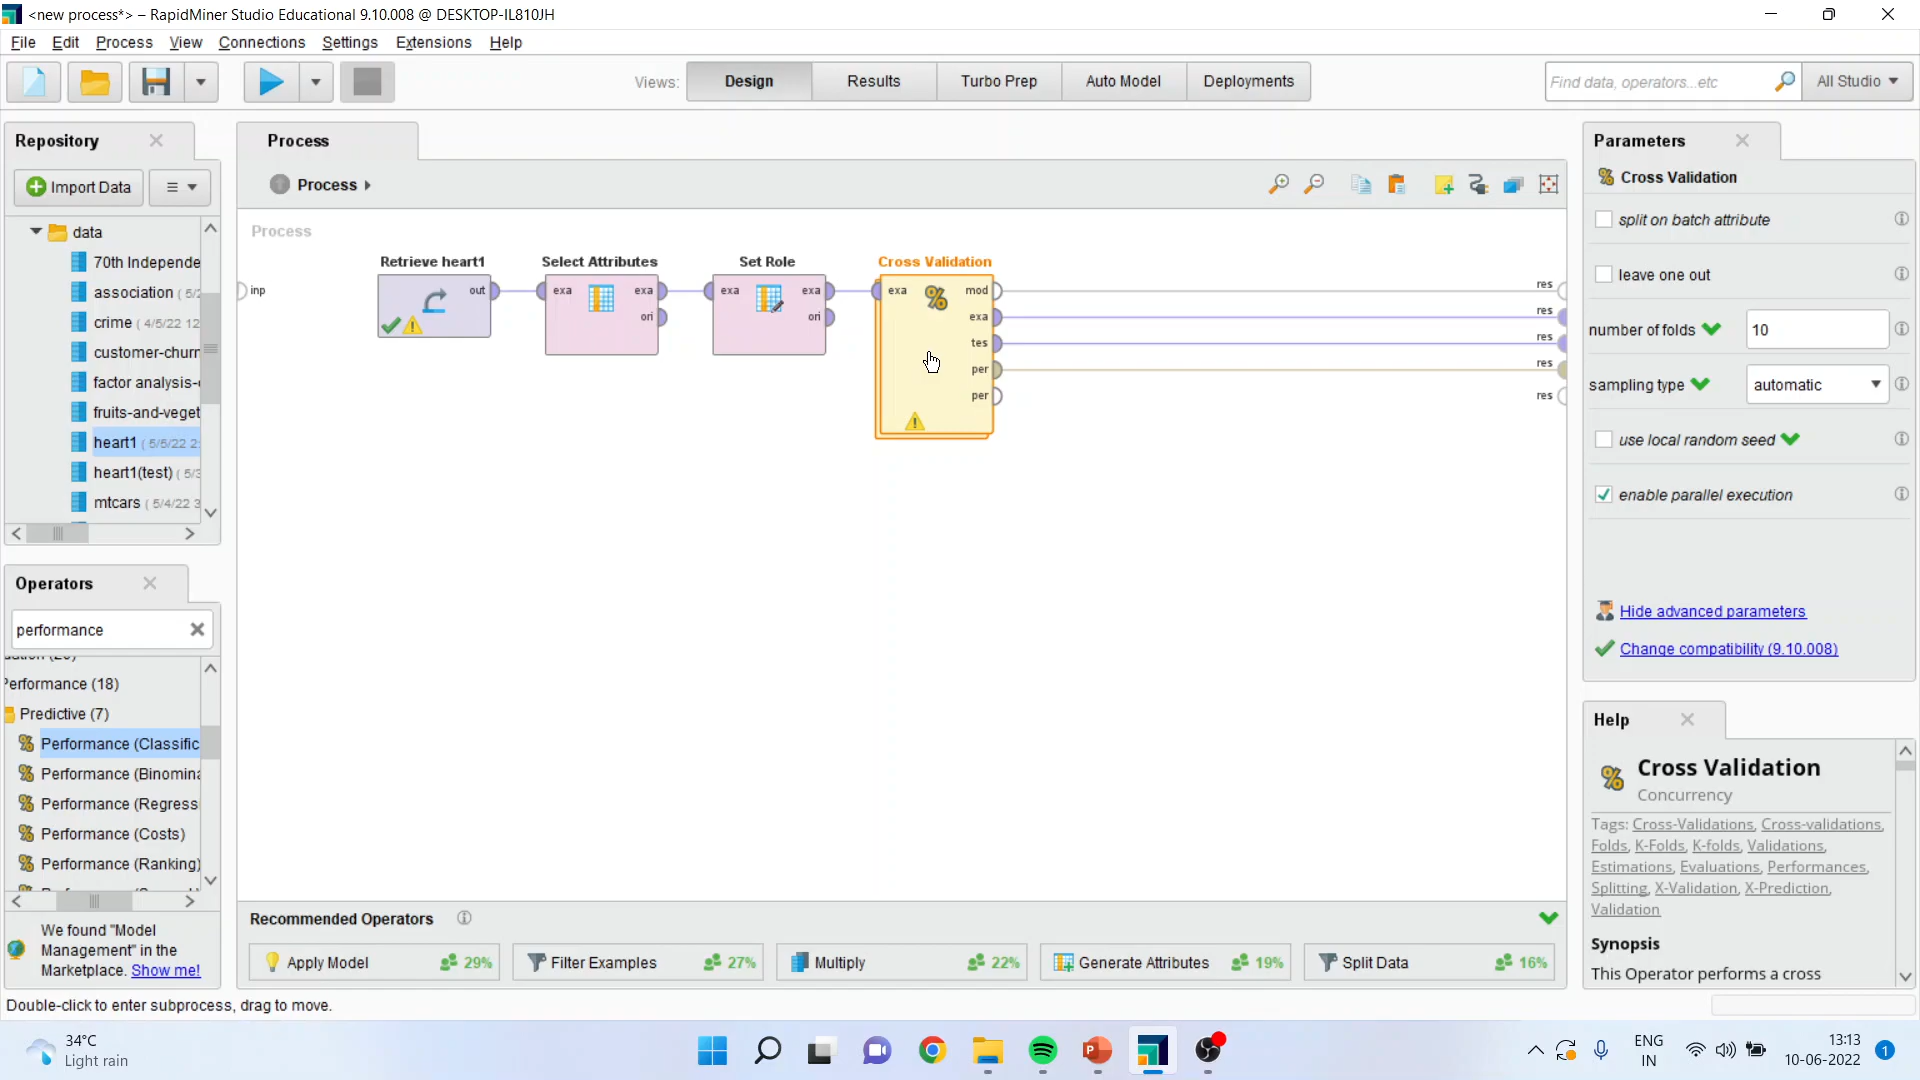 <new process*> – RapidMiner Studio Educational 9.10.008 @ DESKTOP-IL810JH
File Edit Process View Connections Settings Extensions Help
Views: Design Results Turbo Prep Auto Model Deployments
Find data, operators...etc
All Studio
Repository
Import Data
data
70th Independe
association ( 5/2
crime ( 4/5/22 12
customer-churn
factor analysis-
fruits-and-veget
heart1 ( 5/5/22 2:
heart1(test) ( 5/3
mtcars ( 5/4/22 3
Operators
performance
Performance (18)
Predictive (7)
Performance (Classific
Performance (Binomina
Performance (Regress
Performance (Costs)
Performance (Ranking)
We found "Model
Management" in the
Marketplace. Show me!
Process
Process
Process
inp
Retrieve heart1
out
Select Attributes
exa exa
ori
Set Role
exa exa
ori
Cross Validation
exa mod
exa
tes
per
per
res
res
res
res
res
Recommended Operators
Apply Model 29%
Filter Examples 27%
Multiply 22%
Generate Attributes 19%
Split Data 16%
Parameters
Cross Validation
split on batch attribute
leave one out
number of folds 10
sampling type automatic
use local random seed
enable parallel execution
Hide advanced parameters
Change compatibility (9.10.008)
Help
Cross Validation
Concurrency
Tags: Cross-Validations, Cross-validations,
Folds, K-Folds, K-folds, Validations,
Estimations, Evaluations, Performances,
Splitting, X-Validation, X-Prediction,
Validation
Synopsis
This Operator performs a cross
Double-click to enter subprocess, drag to move.
34°C
Light rain
ENG
IN
13:13
10-06-2022
1